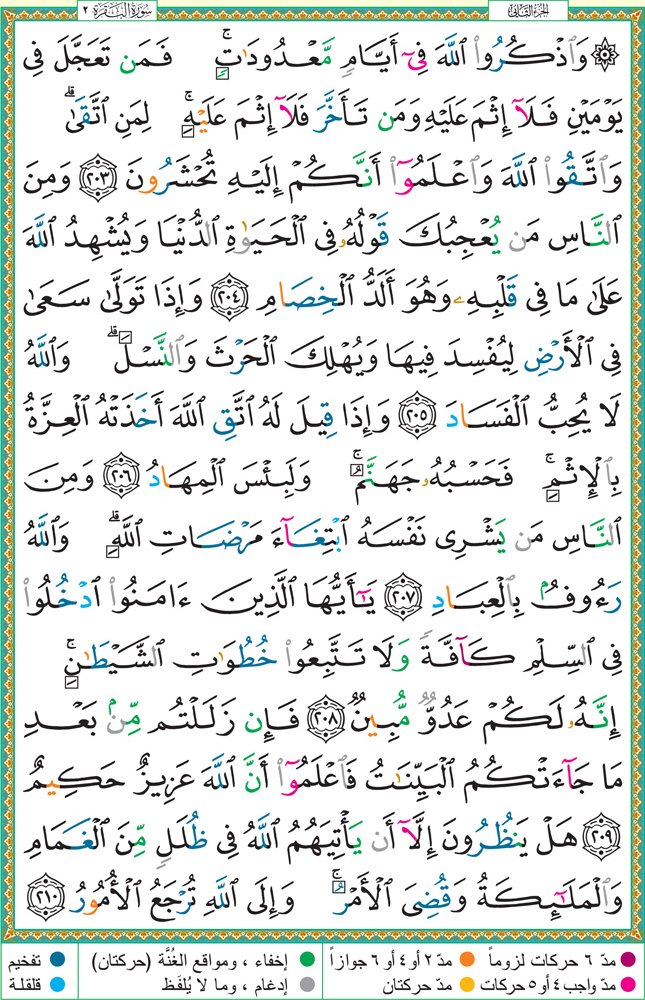 الجزء الثاني
سورة البقرة ٢
۞ وَٱذۡكُرُواْ ٱللَّهَ فِيٓ أَيَّامٖ مَّعۡدُودَٰتٖۚ فَمَن تَعَجَّلَ فِي
يَوۡمَيۡنِ فَلَآ إِثۡمَ عَلَيۡهِ وَمَن تَأَخَّرَ فَلَآ إِثۡمَ عَلَيۡهِۚ لِمَنِ ٱتَّقَىٰۗ
وَٱتَّقُواْ ٱللَّهَ وَٱعۡلَمُوٓاْ أَنَّكُمۡ إِلَيۡهِ تُحۡشَرُونَ ٢٠٣ وَمِنَ
ٱلنَّاسِ مَن يُعۡجِبُكَ قَوۡلُهُۥ فِي ٱلۡحَيَوٰةِ ٱلدُّنۡيَا وَيُشۡهِدُ ٱللَّهَ
عَلَىٰ مَا فِي قَلۡبِهِۦ وَهُوَ أَلَدُّ ٱلۡخِصَامِ ٢٠٤ وَإِذَا تَوَلَّىٰ سَعَىٰ
فِي ٱلۡأَرۡضِ لِيُفۡسِدَ فِيهَا وَيُهۡلِكَ ٱلۡحَرۡثَ وَٱلنَّسۡلَۚ وَٱللَّهُ
لَا يُحِبُّ ٱلۡفَسَادَ ٢٠٥ وَإِذَا قِيلَ لَهُ ٱتَّقِ ٱللَّهَ أَخَذَتۡهُ ٱلۡعِزَّةُ
بِٱلۡإِثۡمِۚ فَحَسۡبُهُۥ جَهَنَّمُۚ وَلَبِئۡسَ ٱلۡمِهَادُ ٢٠٦ وَمِنَ
ٱلنَّاسِ مَن يَشۡرِي نَفۡسَهُ ٱبۡتِغَآءَ مَرۡضَاتِ ٱللَّهِۚ وَٱللَّهُ
رَءُوفُۢ بِٱلۡعِبَادِ ٢٠٧ يَٰٓأَيُّهَا ٱلَّذِينَ ءَامَنُواْ ٱدۡخُلُواْ
فِي ٱلسِّلۡمِ كَآفَّةٗ وَلَا تَتَّبِعُواْ خُطُوَٰتِ ٱلشَّيۡطَٰنِۚ
إِنَّهُۥ لَكُمۡ عَدُوّٞ مُّبِينٞ ٢٠٨ فَإِن زَلَلۡتُم مِّنۢ بَعۡدِ
مَا جَآءَتۡكُمُ ٱلۡبَيِّنَٰتُ فَٱعۡلَمُوٓاْ أَنَّ ٱللَّهَ عَزِيزٌ حَكِيمٌ
٢٠٩ هَلۡ يَنظُرُونَ إِلَّآ أَن يَأۡتِيَهُمُ ٱللَّهُ فِي ظُلَلٖ مِّنَ ٱلۡغَمَامِ
وَٱلۡمَلَٰٓئِكَةُ وَقُضِيَ ٱلۡأَمۡرُۚ وَإِلَى ٱللَّهِ تُرۡجَعُ ٱلۡأُمُورُ ٢١٠
مدّ ٦ حركات لزوماً مدّ ٢ أو ٤ أو ٦ جوازاً إخفاء ، ومواقع الغُنَّة (حركتان) تفخيم
مدّ واجب ٤ أو ٥ حركات مدّ حركتان إدغام ، وما لا يُلفَظ قلقلة